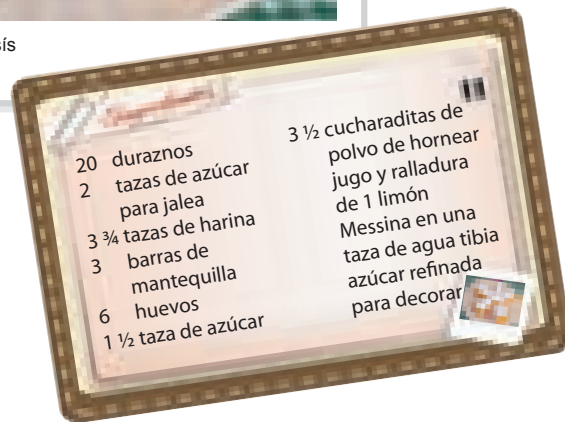 sís
20 duraznos
2 tazas de azúcar
para jalea
3 ¾ tazas de harina
3 barras de
mantequilla
6 huevos
1 ½ taza de azúcar
3 ½ cucharaditas de
polvo de hornear
jugo y ralladura
de 1 limón
Messina en una
taza de agua tibia
azúcar refinada
para decorar